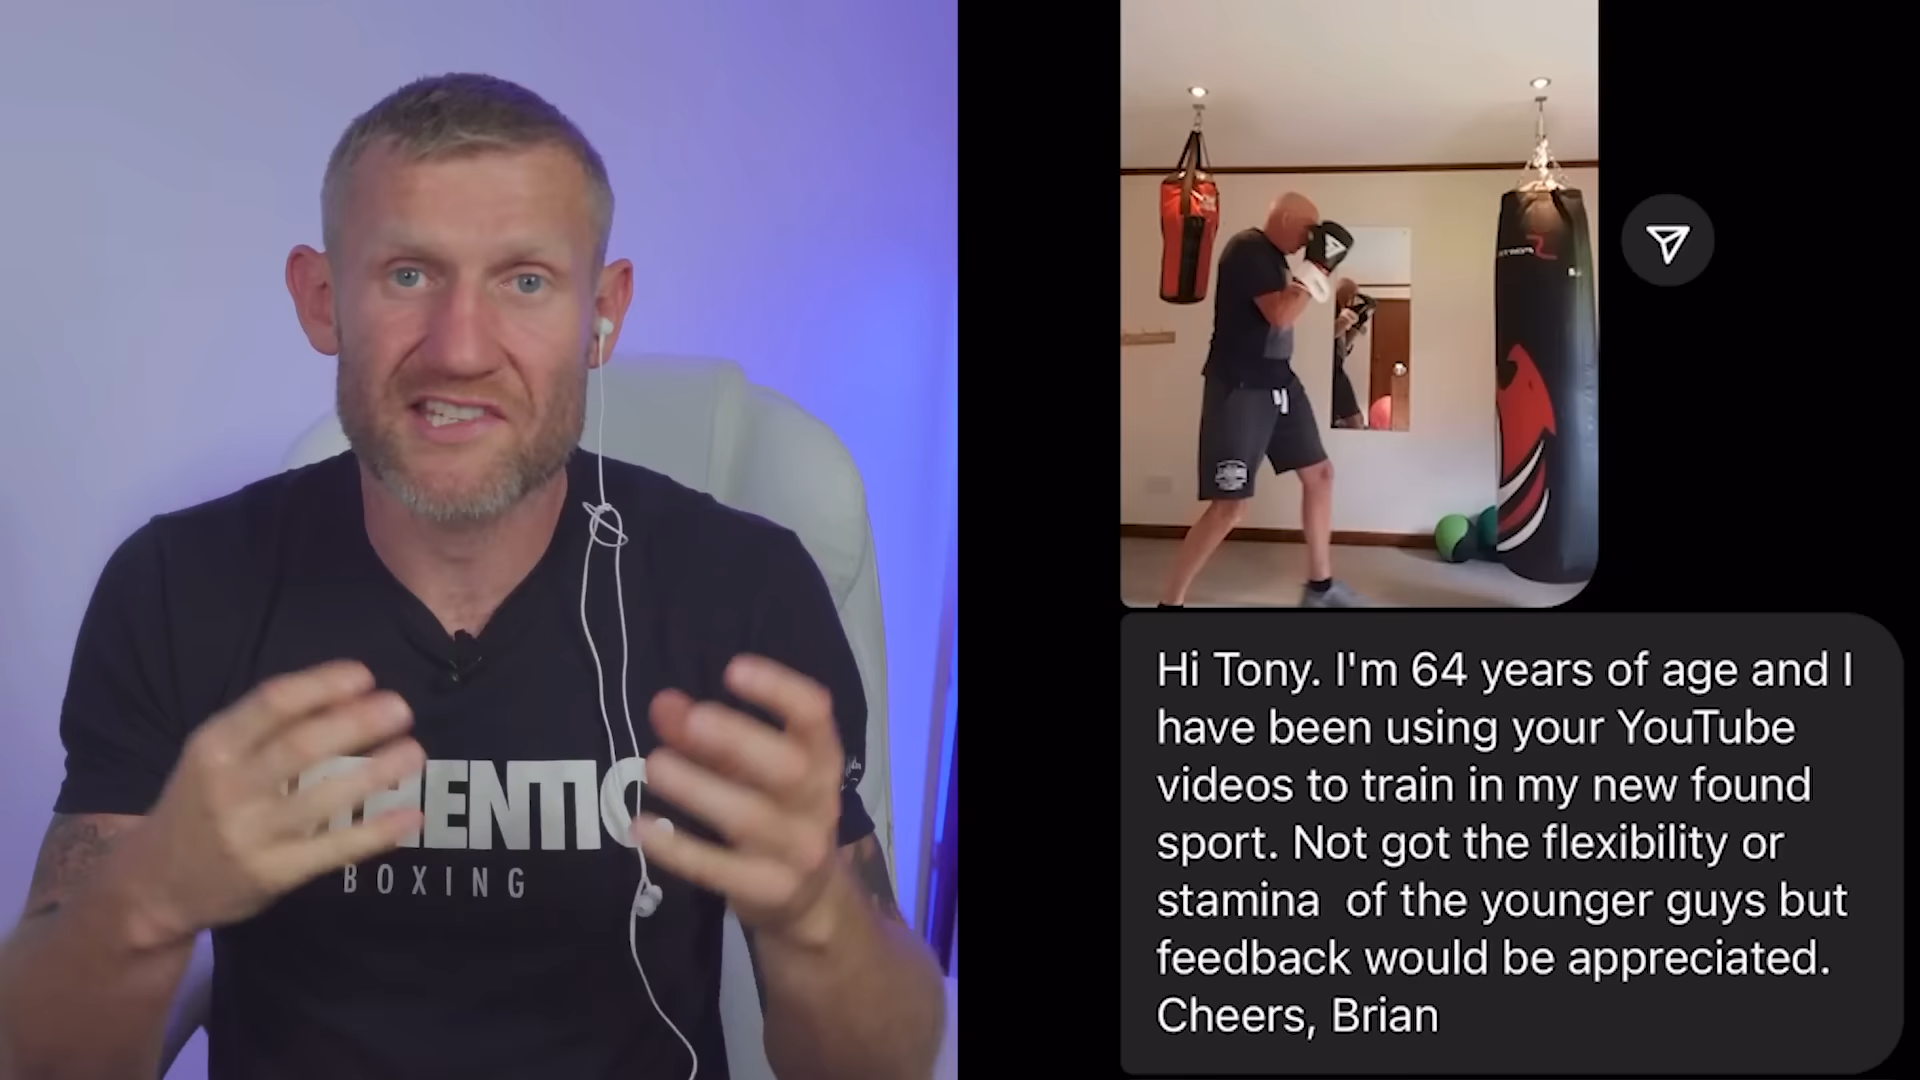 THENTIC
BOXING
Hi Tony. I'm 64 years of age and I
have been using your YouTube
videos to train in my new found
sport. Not got the flexibility or
stamina  of the younger guys but
feedback would be appreciated.
Cheers, Brian